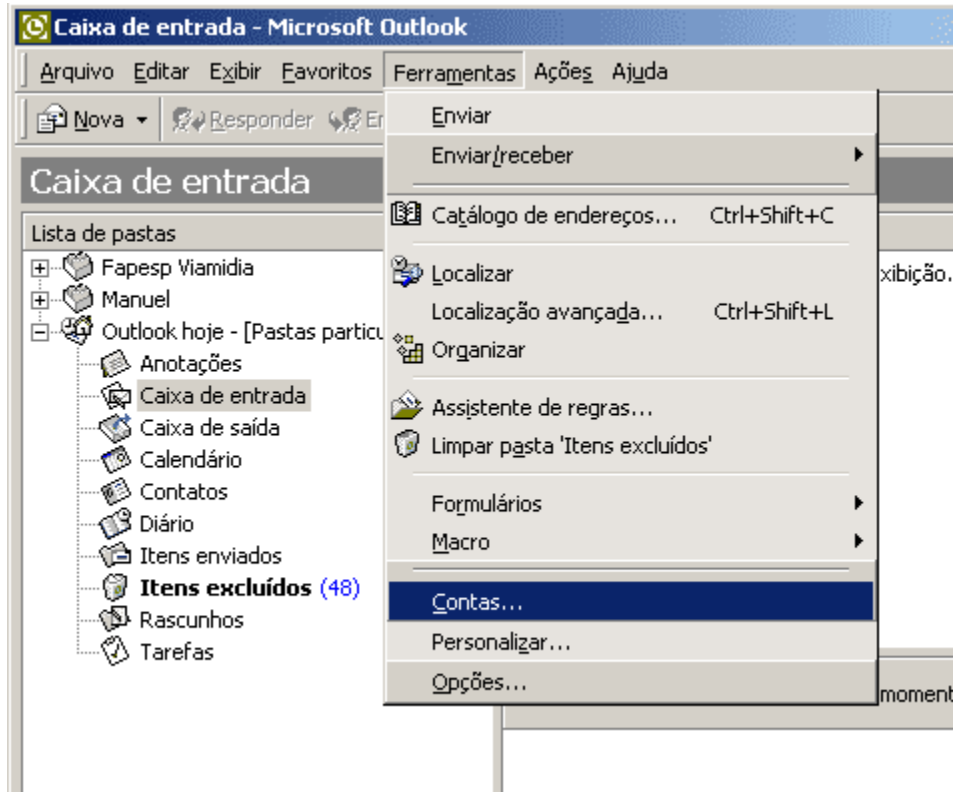 Caixa de entrada - Microsoft Outlook
Arquivo Editar Exibir Favoritos Ferramentas Ações Ajuda
Nova Responder
Caixa de entrada
Lista de pastas
Fapesp Viamidia
Manuel
Outlook hoje - [Pastas particu
Anotações
Caixa de entrada
Caixa de saída
Calendário
Contatos
Diário
Itens enviados
Itens excluídos (48)
Rascunhos
Tarefas
Enviar
Enviar/receber
Catálogo de endereços... Ctrl+Shift+C
Localizar
Localização avançada... Ctrl+Shift+L
Organizar
Assistente de regras...
Limpar pasta 'Itens excluídos'
Formulários
Macro
Contas...
Personalizar...
Opções...
xibição.
moment